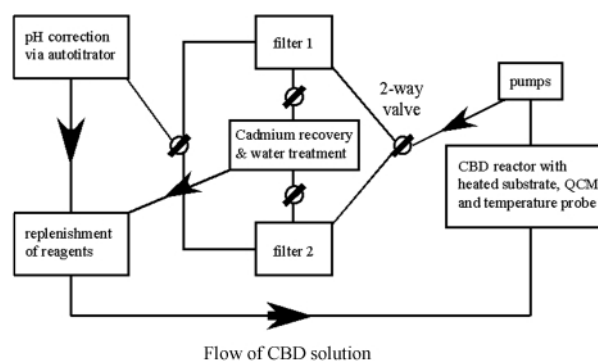 pH correction
via autotitrator
filter 1
2-way
valve
pumps
Cadmium recovery
& water treatment
CBD reactor with
heated substrate, QCM
and temperature probe
replenishment
of reagents
filter 2
Flow of CBD solution